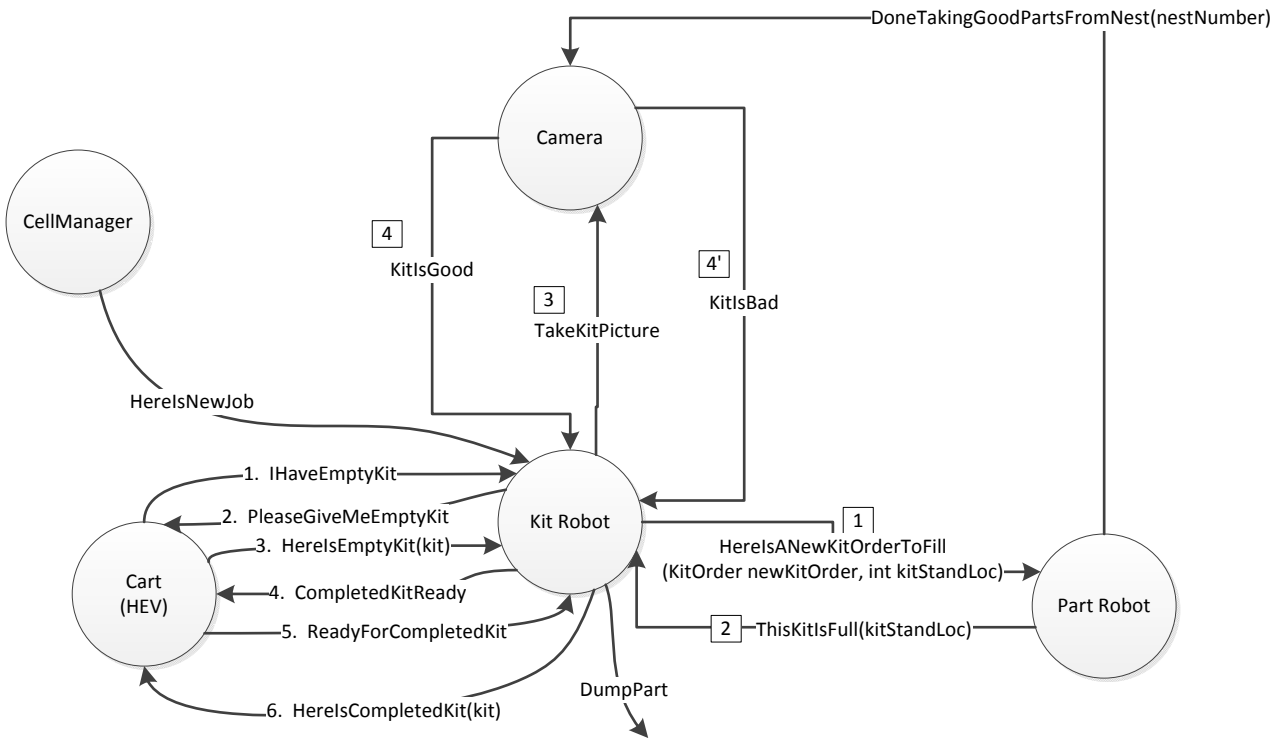 DoneTakingGoodPartsFromNest(nestNumber)
Camera
CellManager
4
KitIsGood
4'
KitIsBad
3
TakeKitPicture
HereIsNewJob
1. IHaveEmptyKit
2. PleaseGiveMeEmptyKit
3. HereIsEmptyKit(kit)
4. CompletedKitReady
5. ReadyForCompletedKit
6. HereIsCompletedKit(kit)
Cart
(HEV)
Kit Robot
1
HereIsANewKitOrderToFill
(KitOrder newKitOrder, int kitStandLoc)
2
ThisKitIsFull(kitStandLoc)
Part Robot
DumpPart